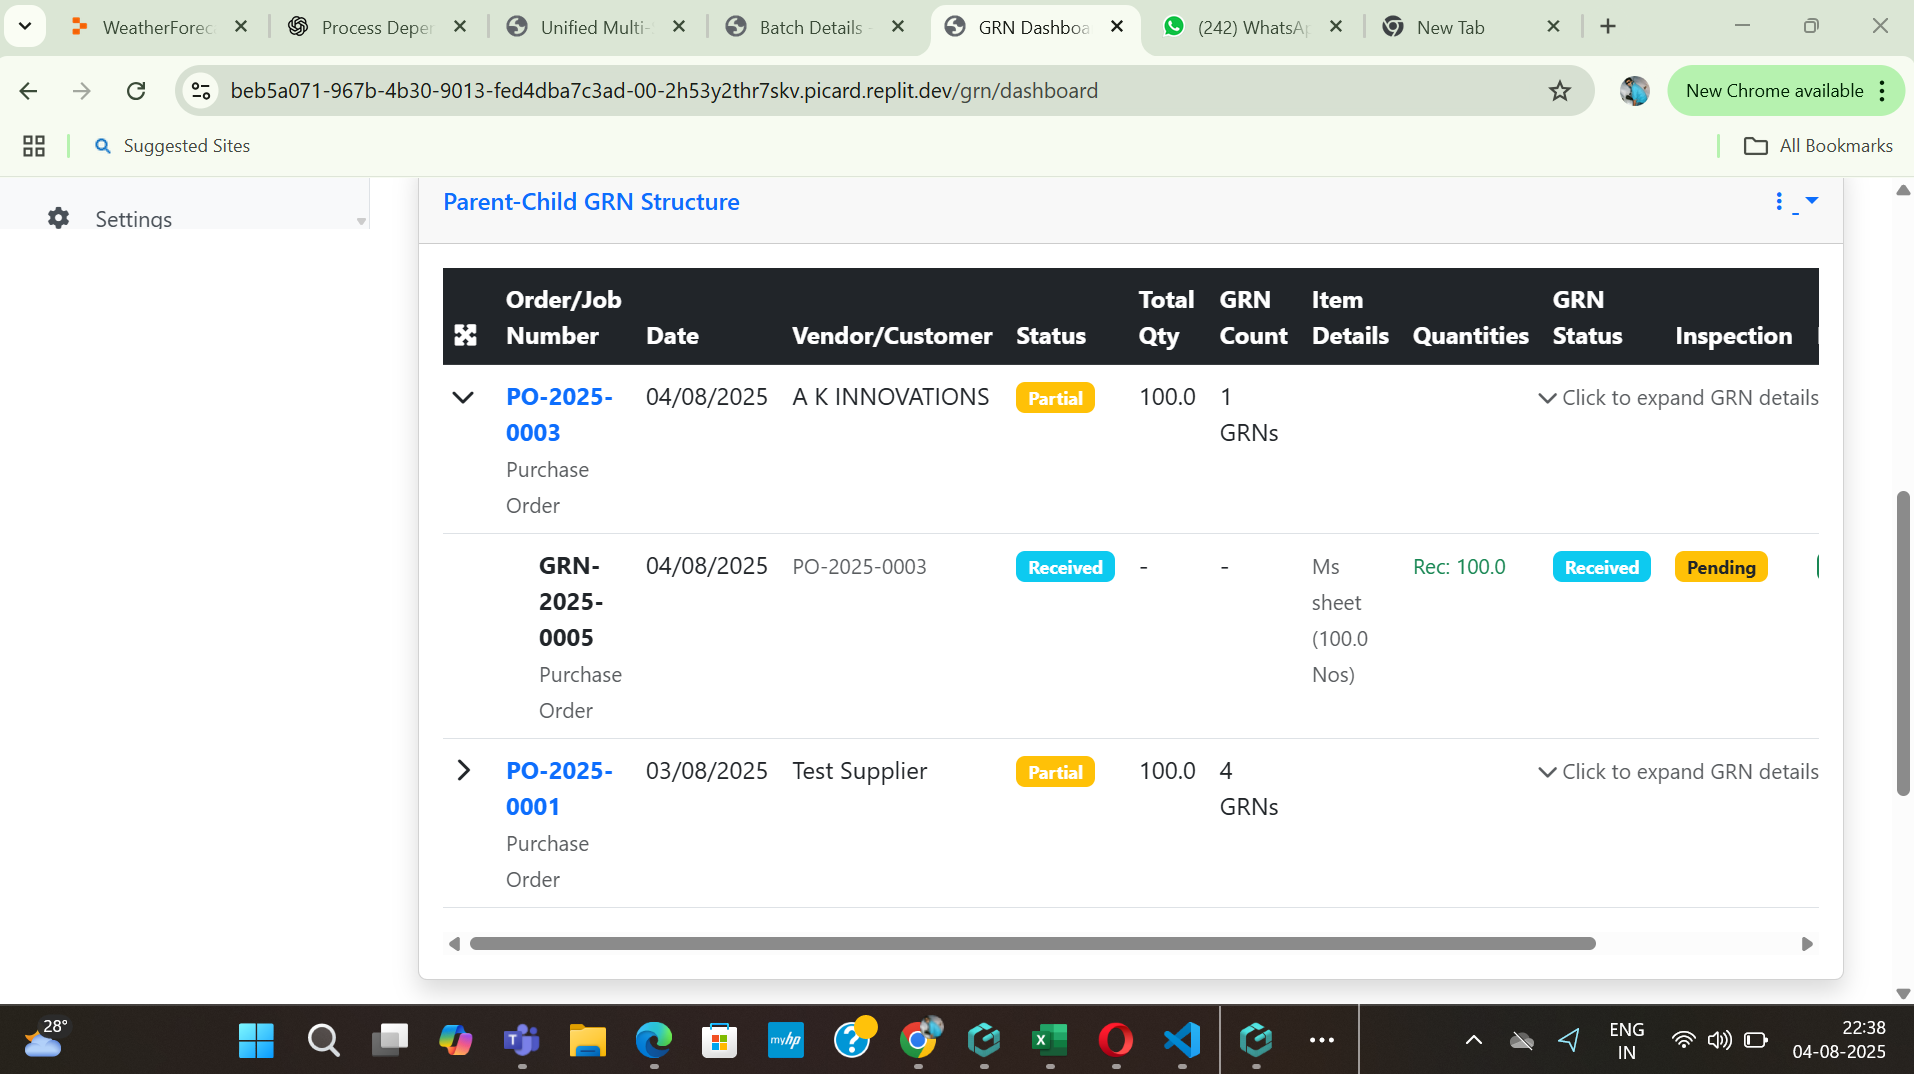 WeatherForec
Process Deper
Unified Multi-
Batch Details -
GRN Dashboa
(242) WhatsAp
New Tab
beb5a071-967b-4b30-9013-fed4dba7c3ad-00-2h53y2thr7skv.picard.replit.dev/grn/dashboard
New Chrome available
Suggested Sites
All Bookmarks
Settings
Parent-Child GRN Structure
Order/Job Number
Date
Vendor/Customer
Status
Total Qty
GRN Count
Item Details
Quantities
GRN Status
Inspection
PO-2025-
0003
Purchase
Order
04/08/2025
A K INNOVATIONS
Partial
100.0
1
GRNs
Click to expand GRN details
GRN-
2025-
0005
Purchase
Order
04/08/2025
PO-2025-0003
Received
-
-
Ms
sheet
(100.0
Nos)
Rec: 100.0
Received
Pending
PO-2025-
0001
Purchase
Order
03/08/2025
Test Supplier
Partial
100.0
4
GRNs
Click to expand GRN details
28°
myhp
ENG
IN
22:38
04-08-2025